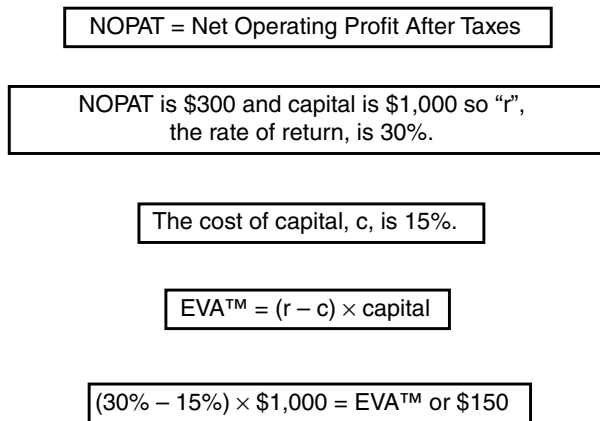 NOPAT = Net Operating Profit After Taxes
NOPAT is $300 and capital is $1,000 so “r”,
the rate of return, is 30%.
The cost of capital, c, is 15%.
EVA™ = (r – c) × capital
(30% – 15%) × $1,000 = EVA™ or $150